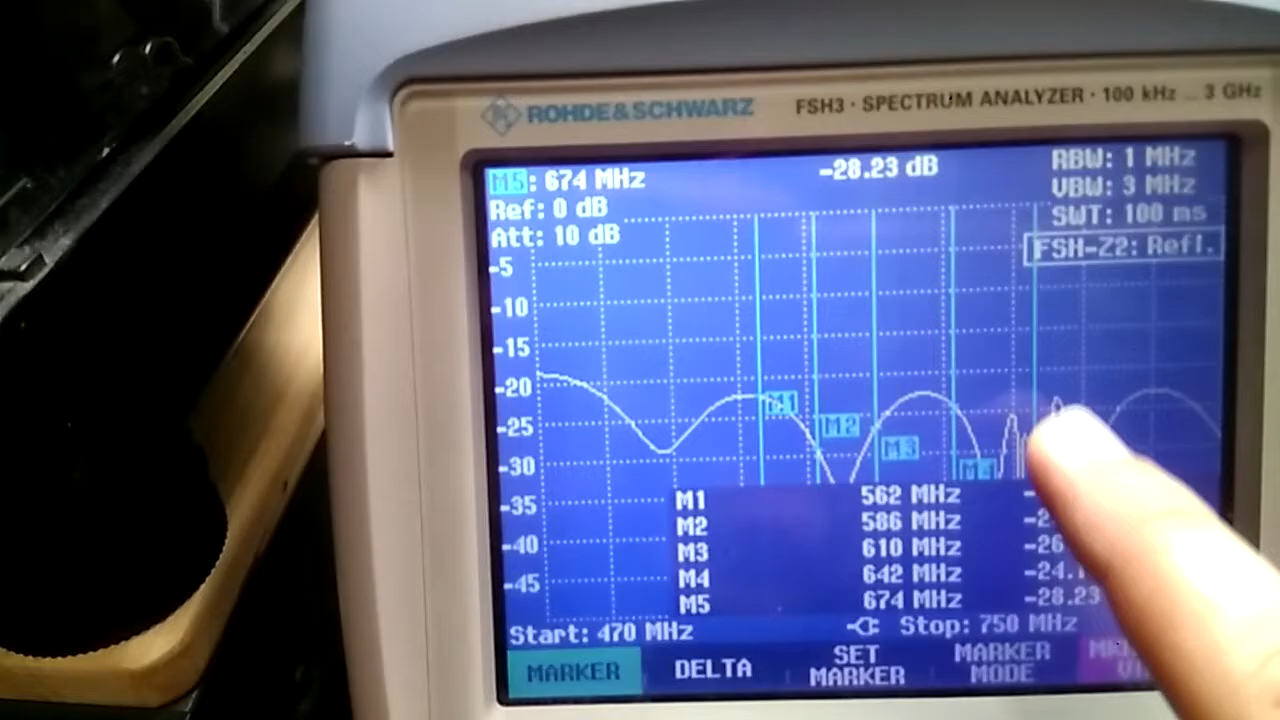 ROHDE&SCHWARZ FSH3 · SPECTRUM ANALYZER · 100 kHz ... 3 GHz
M5: 674 MHz -28.23 dB RBW: 1 MHz
Ref: 0 dB VBW: 3 MHz
Att: 10 dB SWT: 100 ms
FSH-Z2: Refl.
-5
-10
-15
-20
-25
-30
-35
-40
-45
M1
M2
M3
M4
M1 562 MHz
M2 586 MHz
M3 610 MHz -26
M4 642 MHz -24.
M5 674 MHz -28.23
Start: 470 MHz Stop: 750 MHz
MARKER DELTA SET MARKER MARKER MODE